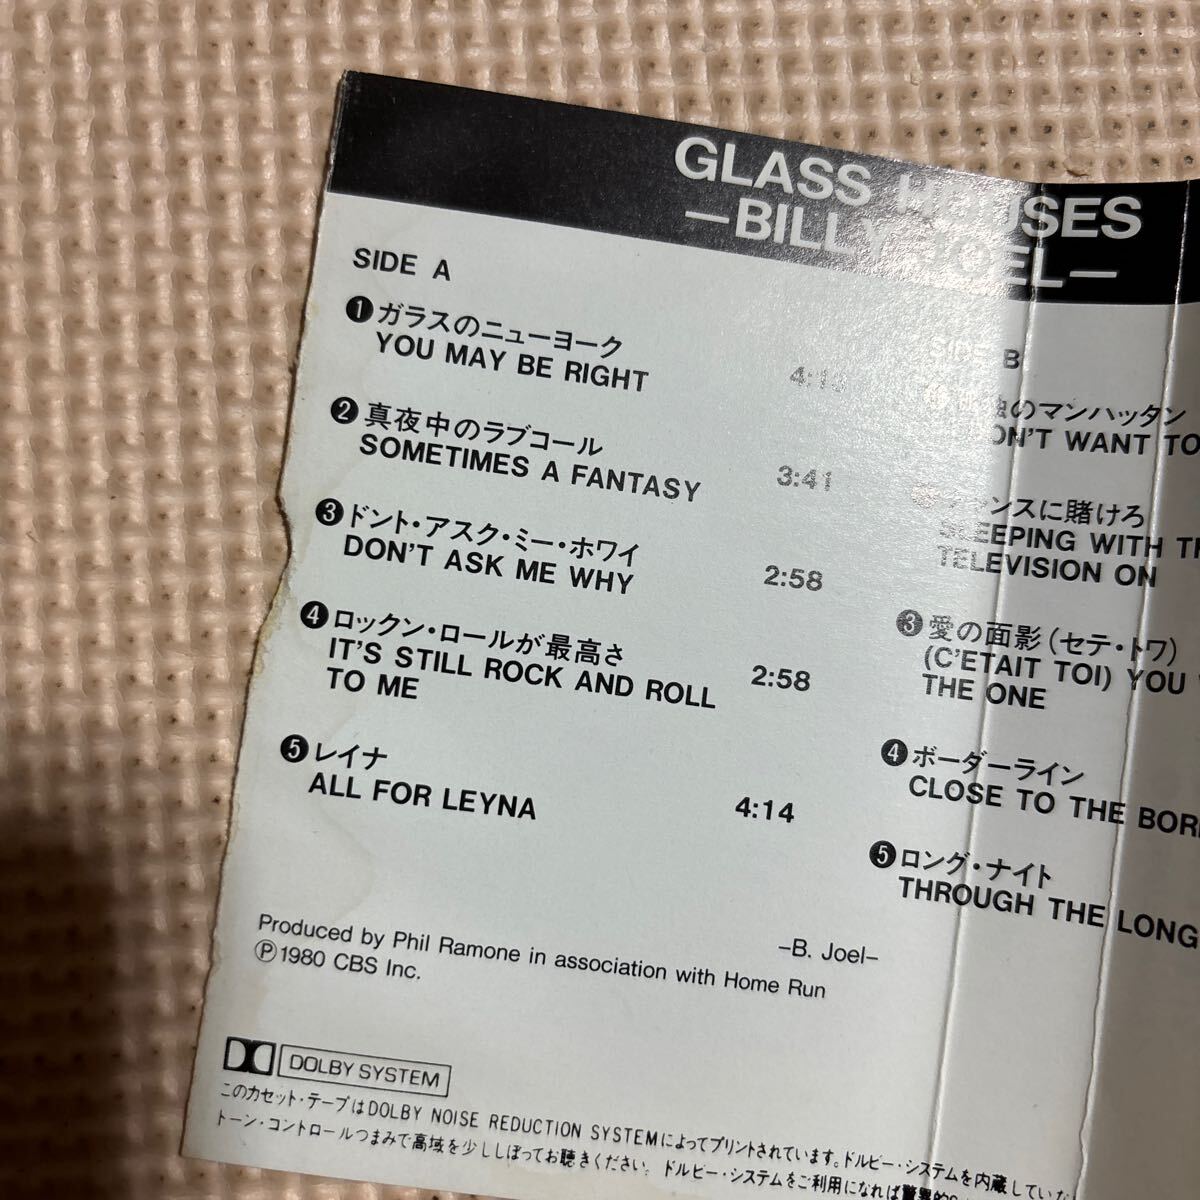 GLASS HOUSES
—BILLY JOEL—
SIDE A
❶ガラスのニューヨーク
YOU MAY BE RIGHT
❷真夜中のラブコール
SOMETIMES A FANTASY 3:41
❸ドント・アスク・ミー・ホワイ
DON'T ASK ME WHY 2:58
❹ロックン・ロールが最高さ
IT'S STILL ROCK AND ROLL 2:58
TO ME
❺レイナ
ALL FOR LEYNA 4:14
SIDE B
のマンハッタン
WANT TO
に賭けろ
SLEEPING WITH
TELEVISION ON
❸愛の面影(セテ・トワ)
(C'ETAIT TOI) YOU
THE ONE
❹ボーダーライン
CLOSE TO THE
❺ロング・ナイト
THROUGH THE LONG
–B. Joel–
Produced by Phil Ramone in association with Home Run
Ⓟ1980 CBS Inc.
DOLBY SYSTEM
このカセット・テープはDOLBY NOISE REDUCTION SYSTEMによってプリントされています。ドルビー・システムを内蔵していな
トーン・コントロールつまみで高域を少ししぼってお聴きください。ドルビー・システムをご利用になれば驚異的